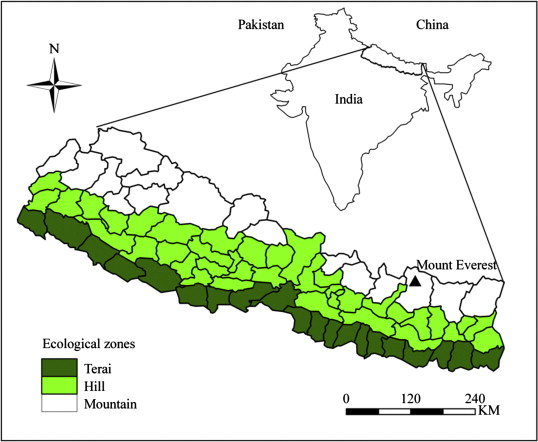 Pakistan China
N
India
Mount Everest
Ecological zones
Terai
Hill
Mountain
0 120 240
KM